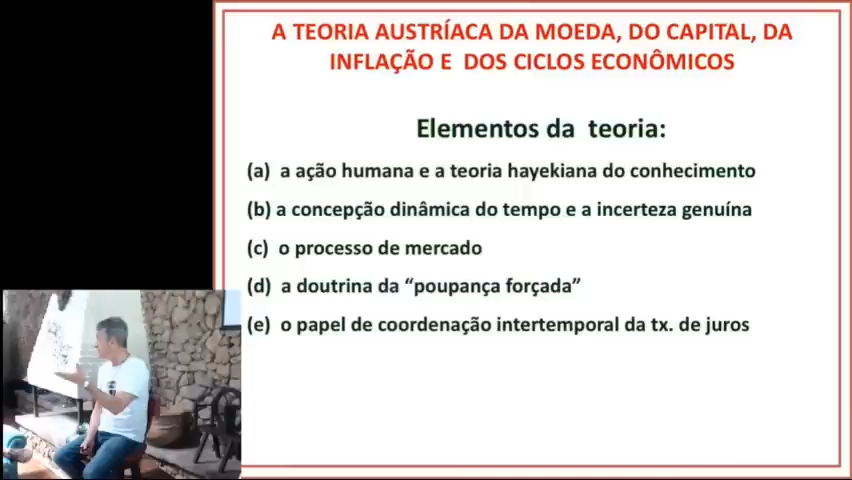 A TEORIA AUSTRÍACA DA MOEDA, DO CAPITAL, DA
INFLAÇÃO E DOS CICLOS ECONÔMICOS
Elementos da teoria:
(a) a ação humana e a teoria hayekiana do conhecimento
(b) a concepção dinâmica do tempo e a incerteza genuína
(c) o processo de mercado
(d) a doutrina da “poupança forçada”
(e) o papel de coordenação intertemporal da tx. de juros